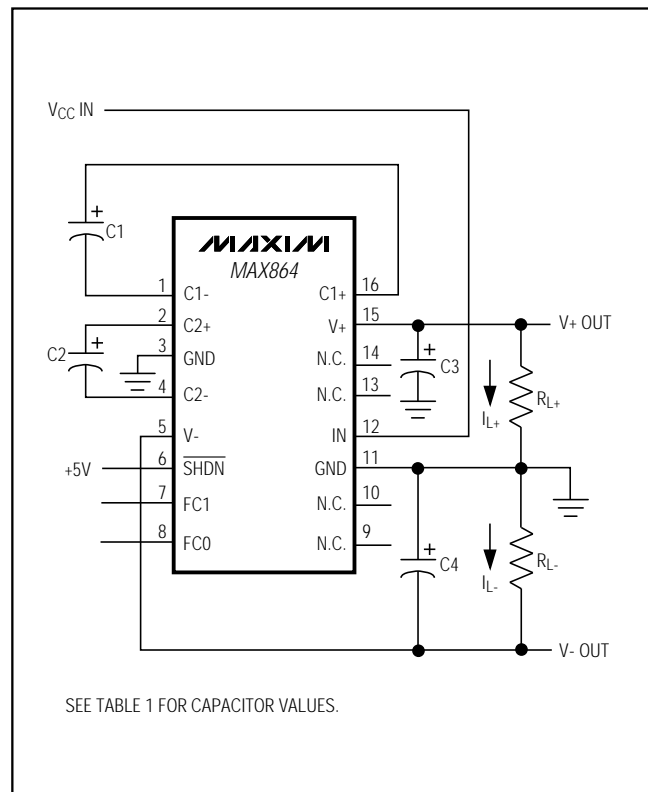 V_CC IN
+
C1
MAXIM
MAX864
1 C1- C1+ 16
2 C2+ V+ 15 V+ OUT
+
C2
3 GND N.C. 14
+
C3
R_L+
I_L+
4 C2- N.C. 13
5 V- IN 12
+5V 6 SHDN GND 11
7 FC1 N.C. 10
8 FC0 N.C. 9
+
C4
R_L-
I_L-
V- OUT
SEE TABLE 1 FOR CAPACITOR VALUES.